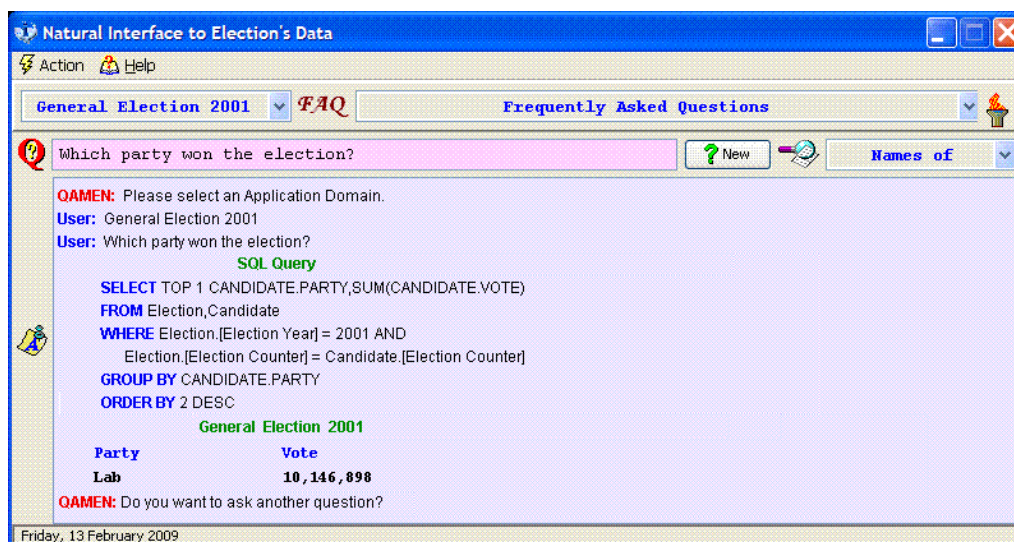 Natural Interface to Election's Data
Action Help
General Election 2001 FAQ Frequently Asked Questions
Q Which party won the election? ? New Names of
QAMEN: Please select an Application Domain.
User: General Election 2001
User: Which party won the election?
SQL Query
SELECT TOP 1 CANDIDATE.PARTY,SUM(CANDIDATE.VOTE)
FROM Election,Candidate
WHERE Election.[Election Year] = 2001 AND
Election.[Election Counter] = Candidate.[Election Counter]
GROUP BY CANDIDATE.PARTY
ORDER BY 2 DESC
General Election 2001
Party Vote
Lab 10,146,898
QAMEN: Do you want to ask another question?
Friday, 13 February 2009